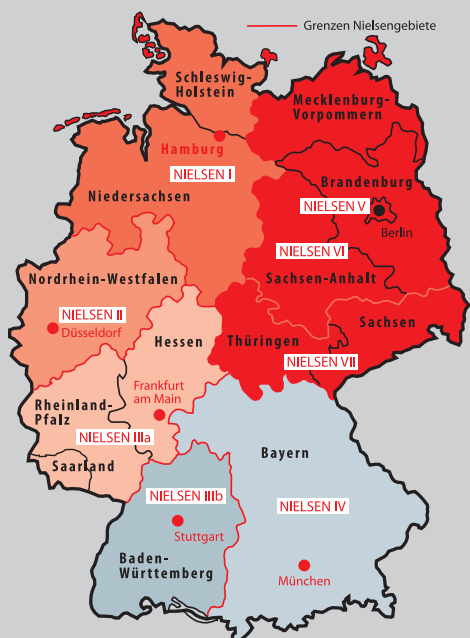 Grenzen Nielsengebiete
Schleswig-
Holstein
Mecklenburg-
Vorpommern
Hamburg
NIELSEN I
Niedersachsen
Brandenburg
NIELSEN V
Berlin
NIELSEN VI
Sachsen-Anhalt
Nordrhein-Westfalen
NIELSEN II
Düsseldorf
Hessen
Thüringen
Sachsen
NIELSEN VII
Frankfurt
am Main
Rheinland-
Pfalz
NIELSEN IIIa
Saarland
Bayern
NIELSEN IIIb
NIELSEN IV
Stuttgart
Baden-
Württemberg
München